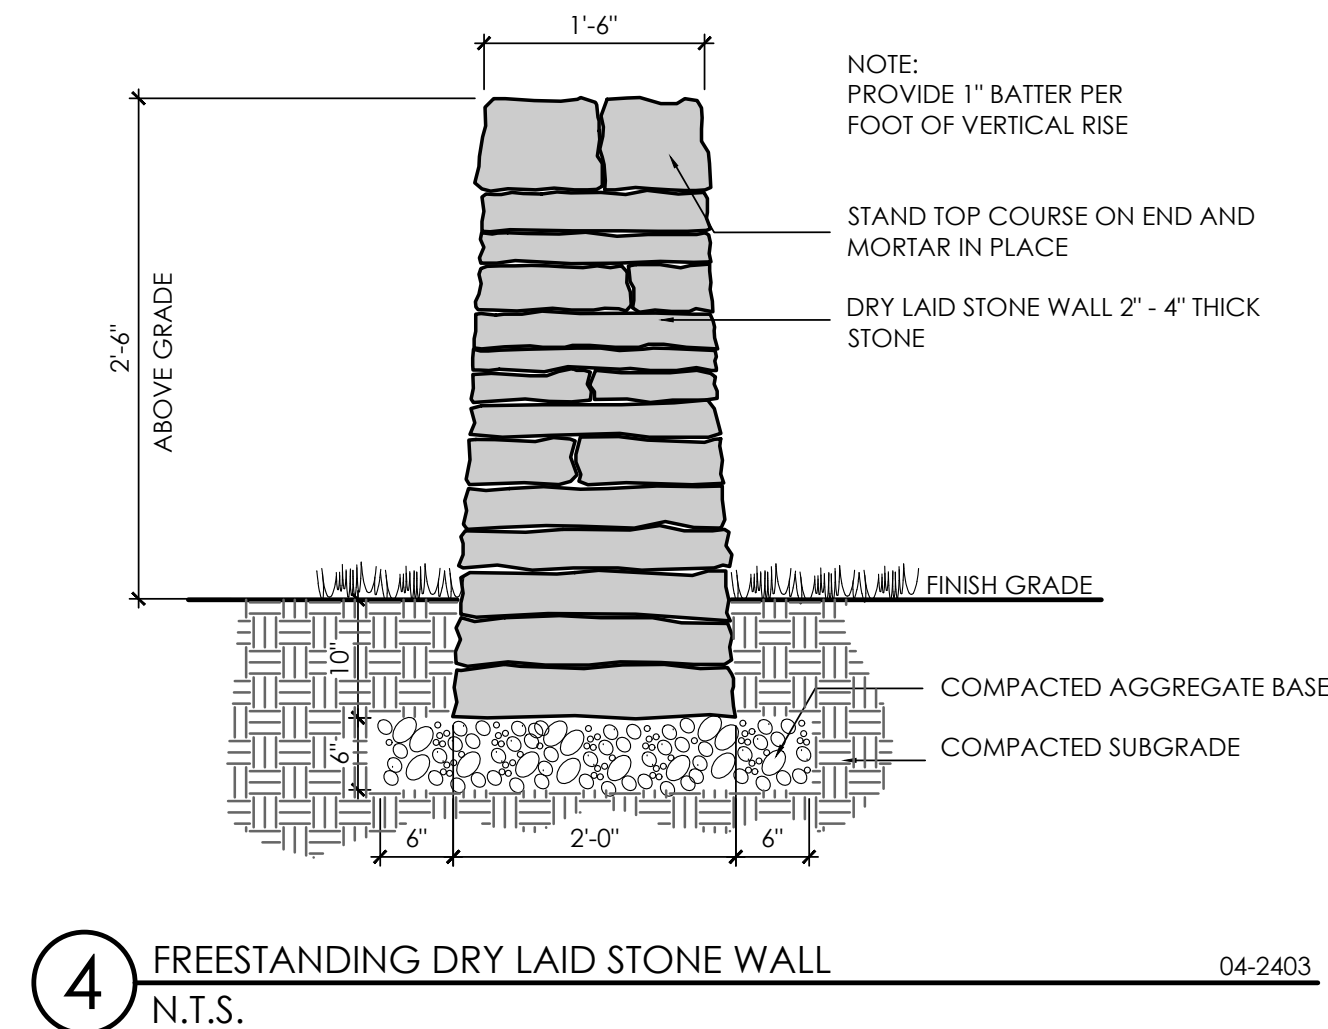 1'-6"
NOTE:
PROVIDE 1" BATTER PER
FOOT OF VERTICAL RISE
STAND TOP COURSE ON END AND
MORTAR IN PLACE
DRY LAID STONE WALL 2" - 4" THICK
STONE
2'-6"
ABOVE GRADE
FINISH GRADE
10"
COMPACTED AGGREGATE BASE
6"
COMPACTED SUBGRADE
6"
2'-0"
6"
4
FREESTANDING DRY LAID STONE WALL
04-2403
N.T.S.